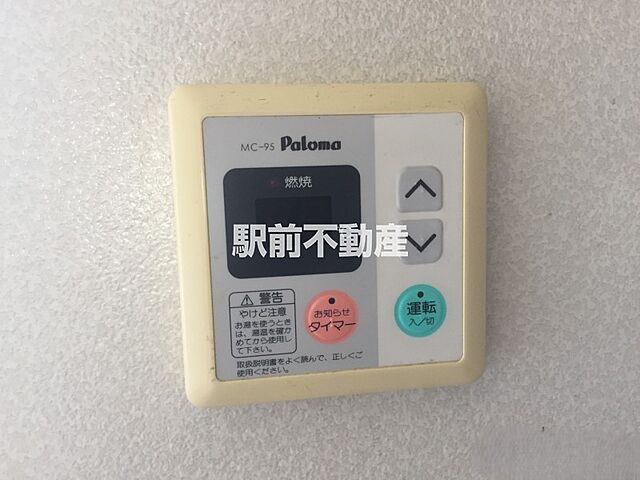 MC-95 Paloma
燃焼
駅前不動産
警告
やけど注意
お湯を使うとき
は、湯温を確か
めてから使用し
て下さい。
お知らせ
タイマー
運転
入/切
取扱説明書をよく読んで、正しくご
使用ください。